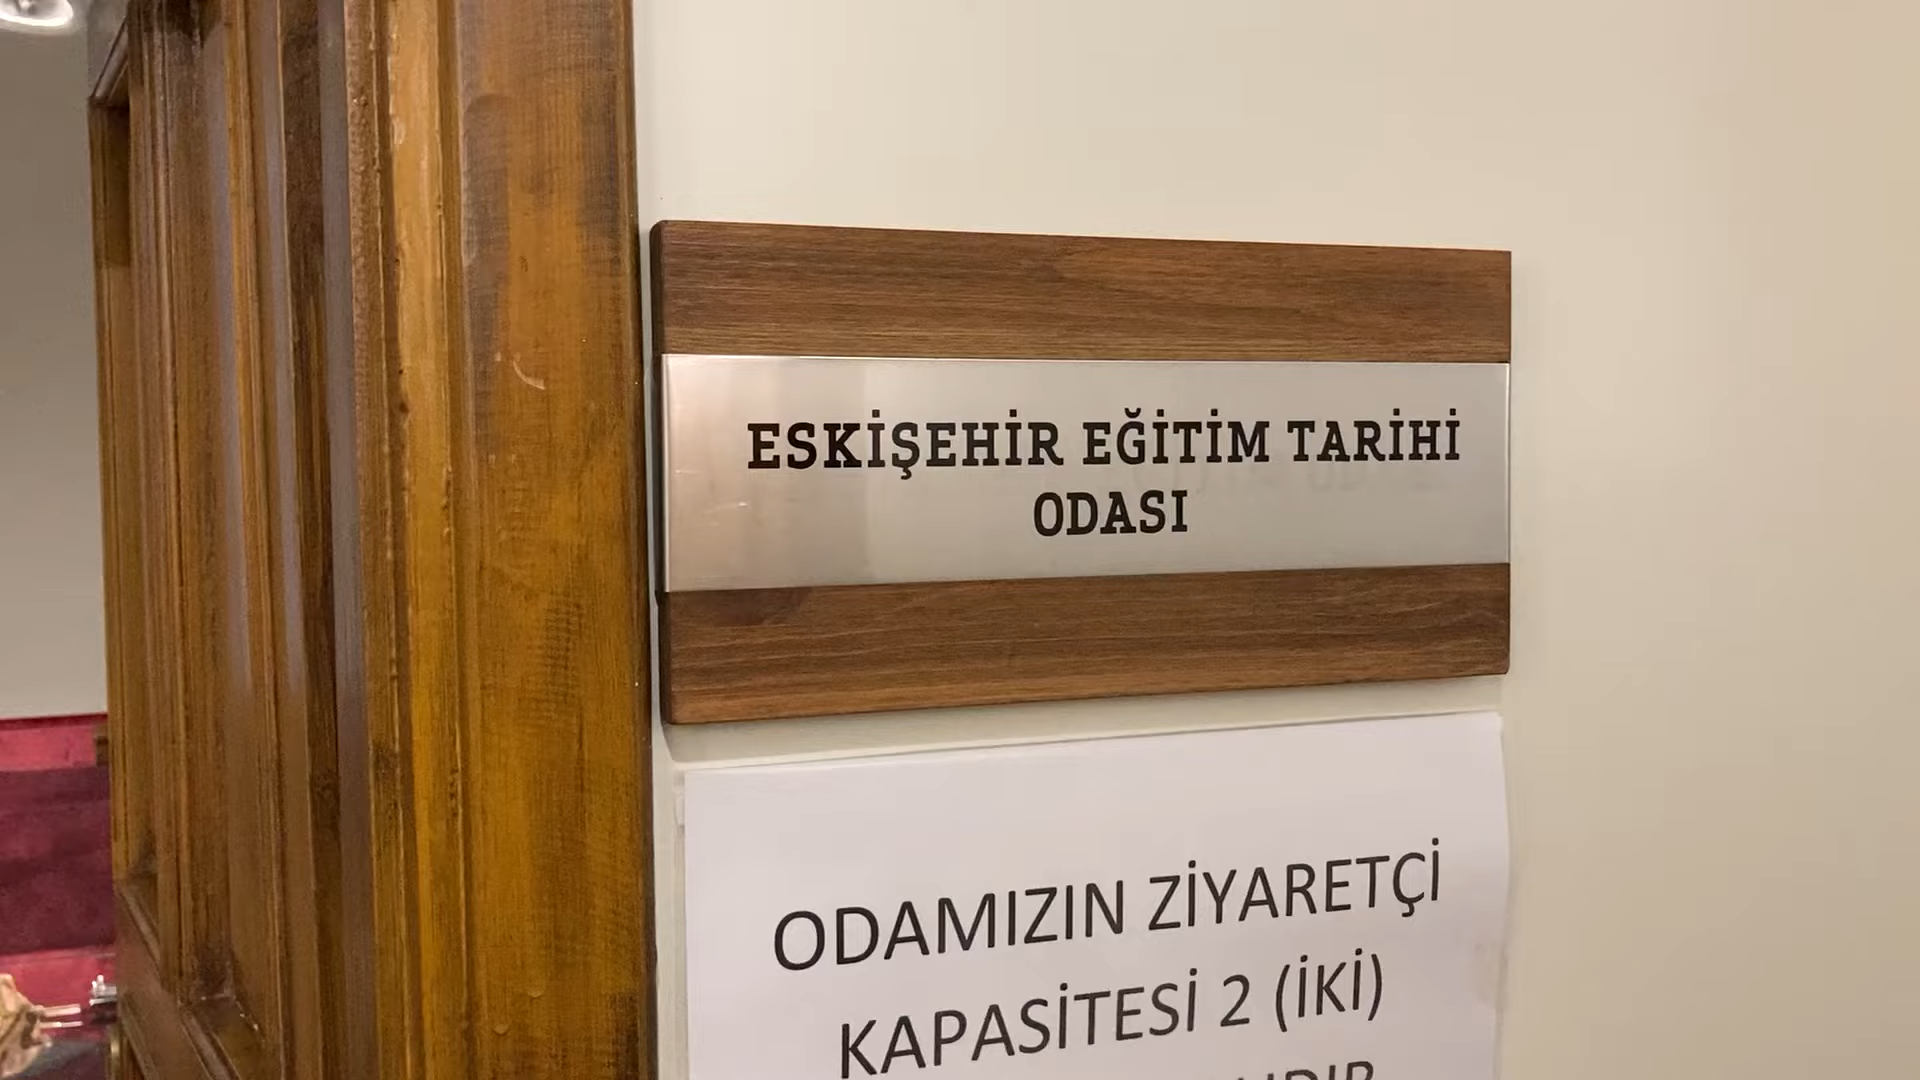 ESKİŞEHİR EĞİTİM TARİHİ
ODASI
ODAMIZIN ZİYARETÇİ
KAPASİTESİ 2 (İKİ)